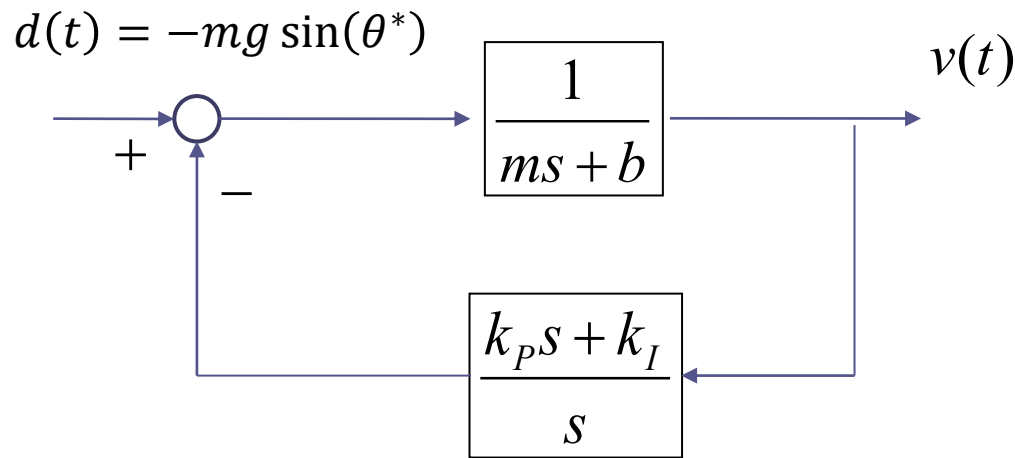 d(t) = −mg sin(θ*)
v(t)
1
ms + b
+
−
k_P s + k_I
s